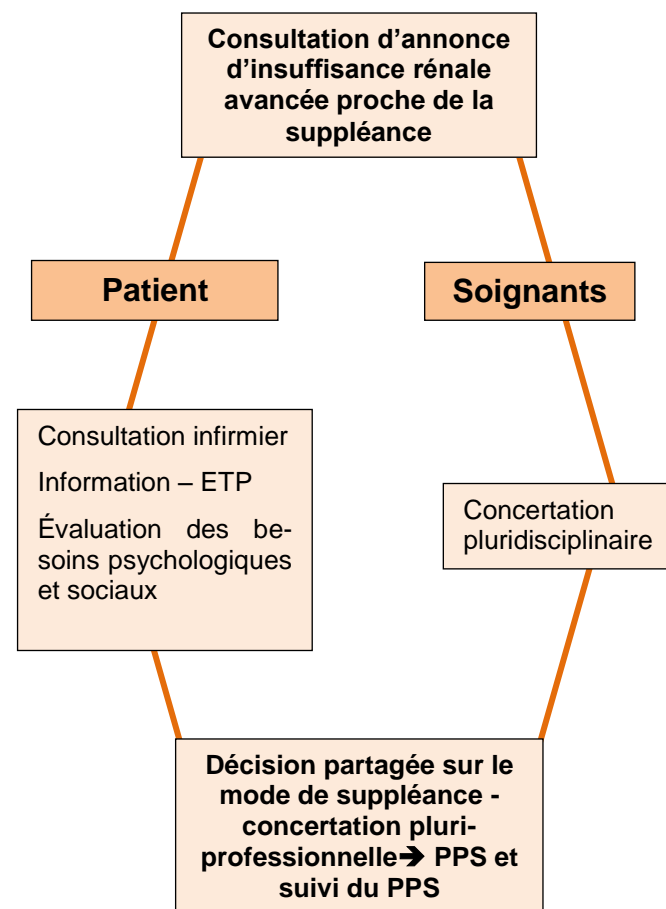 Consultation d’annonce
d’insuffisance rénale
avancée proche de la
suppléance
Patient
Soignants
Consultation infirmier
Information – ETP
Évaluation des be-
soins psychologiques
et sociaux
Concertation
pluridisciplinaire
Décision partagée sur le
mode de suppléance -
concertation pluri-
professionnelle➔ PPS et
suivi du PPS